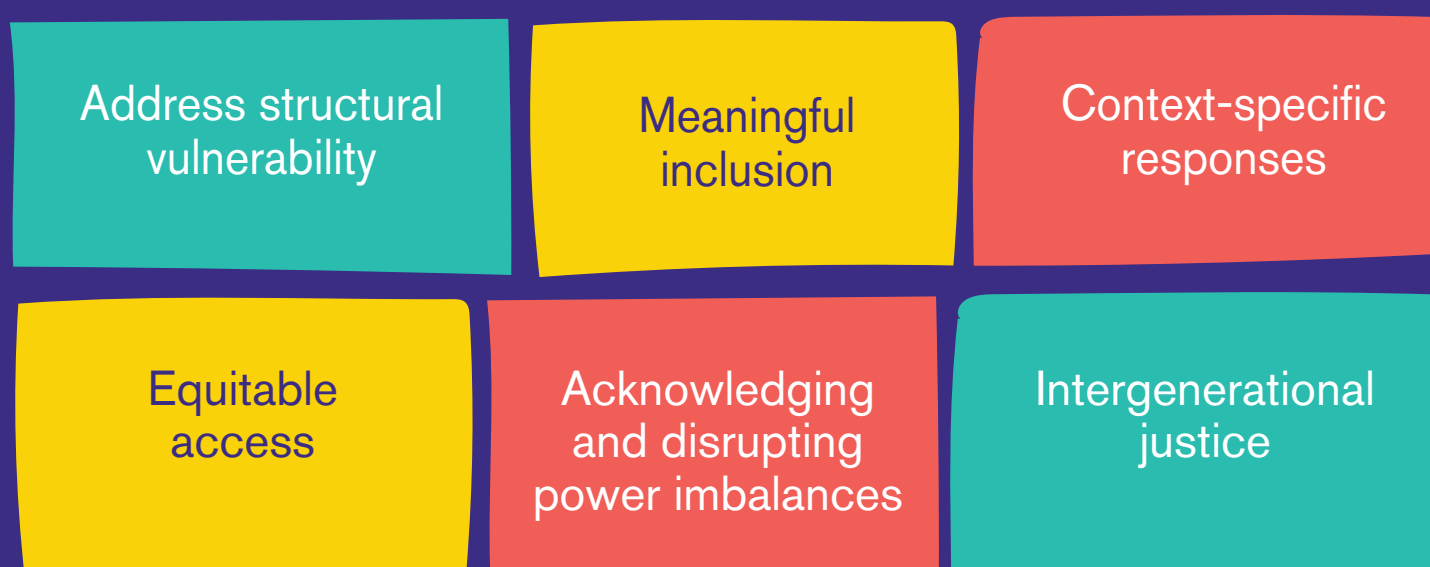 Address structural
vulnerability
Meaningful
inclusion
Context-specific
responses
Equitable
access
Acknowledging
and disrupting
power imbalances
Intergenerational
justice